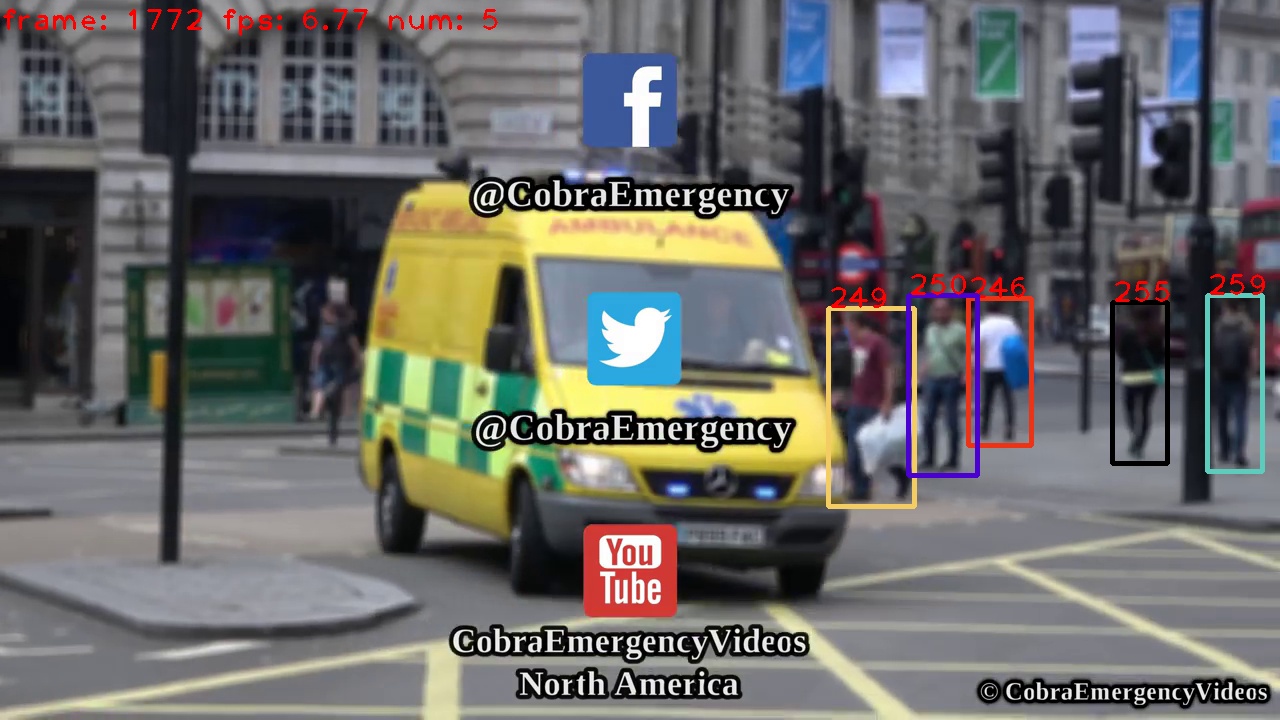 frame: 1772 fps: 6.77 num: 5
f
@CobraEmergency
AMBULANCE
249
250
246
255
259
@CobraEmergency
You
Tube
CobraEmergencyVideos
North America
© CobraEmergencyVideos